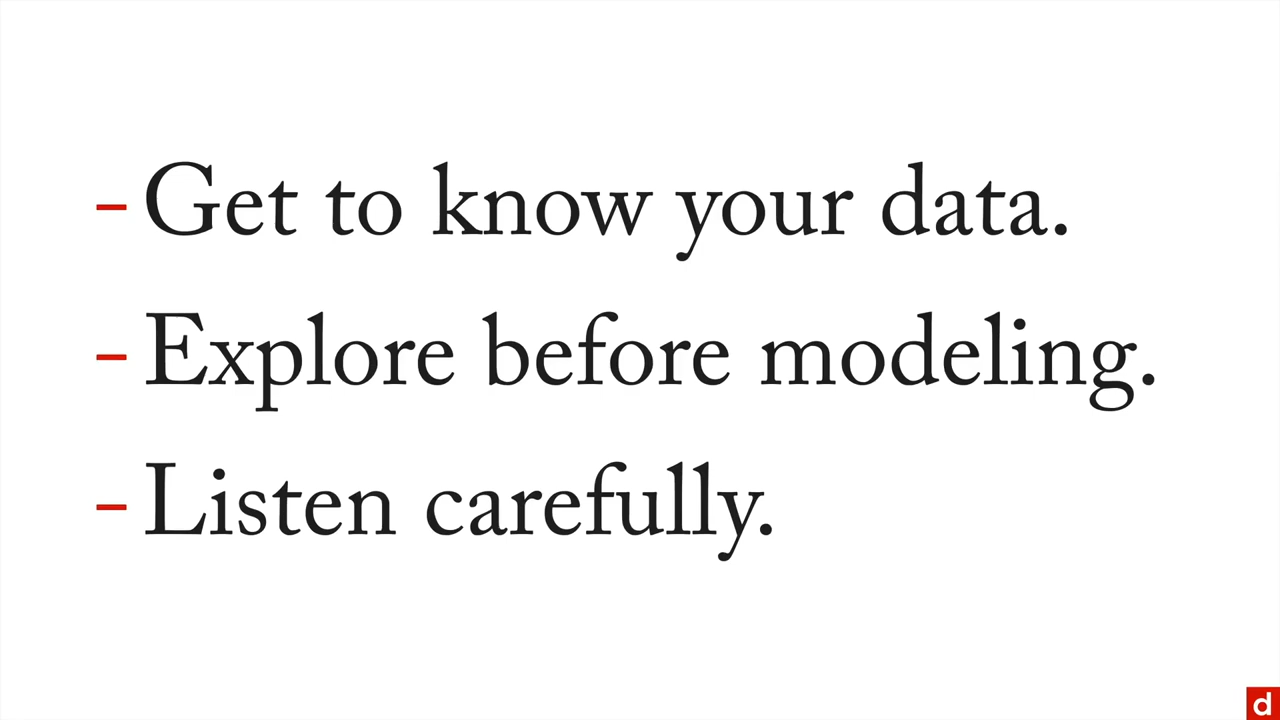 - Get to know your data.
- Explore before modeling.
- Listen carefully.
d